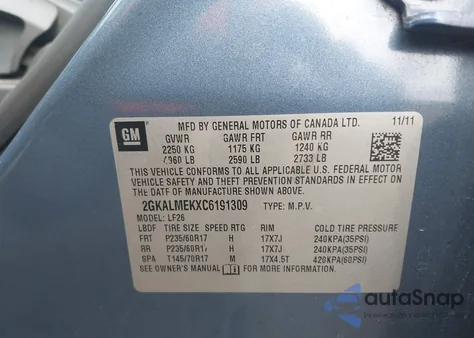 GM
MFD BY GENERAL MOTORS OF CANADA LTD.
11/11
GVWR GAWR FRT GAWR RR
2250 KG 1175 KG 1240 KG
4960 LB 2590 LB 2733 LB
THIS VEHICLE CONFORMS TO ALL APPLICABLE U.S. FEDERAL MOTOR
VEHICLE SAFETY AND THEFT PREVENTION STANDARDS IN EFFECT ON
THE DATE OF MANUFACTURE SHOWN ABOVE.
2GKALMEKXC6191309 TYPE: M.P.V.
MODEL: LF26
LBDF TIRE SIZE SPEED RIM COLD TIRE PRESSURE
FRT P235/60R17 H 17X7J 240KPA(35PSI)
RR P235/60R17 H 17X7J 240KPA(35PSI)
SPA T145/70R17 M 17X4.5T 420KPA(60PSI)
SEE OWNER'S MANUAL FOR MORE INFORMATION.
autoSnap